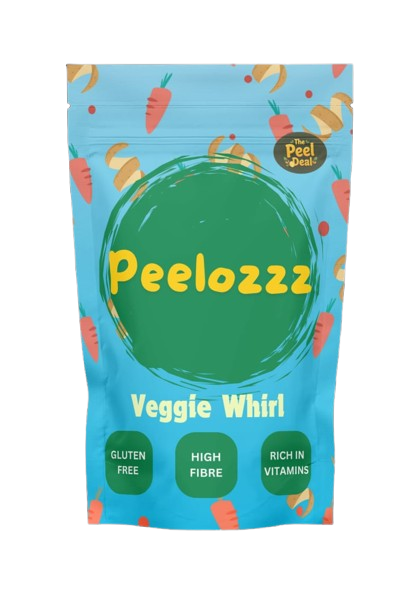 The
Peel
Deal
Peelozzz
Veggie Whirl
GLUTEN
FREE
HIGH
FIBRE
RICH IN
VITAMINS